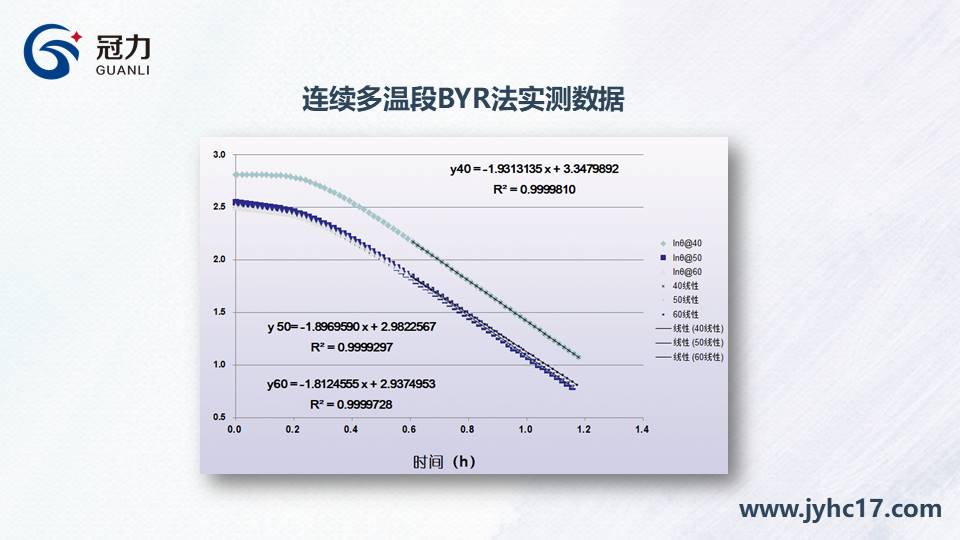 冠力
GUANLI
连续多温段BYR法实测数据
3.0
2.5
2.0
1.5
1.0
0.5
0.0 0.2 0.4 0.6 0.8 1.0 1.2 1.4
y40 = -1.9313135 x + 3.3479892
R² = 0.9999810
y 50= -1.8969590 x + 2.9822567
R² = 0.9999297
y60 = -1.8124555 x + 2.9374953
R² = 0.9999728
lnθ@40
lnθ@50
lnθ@60
40线性
50线性
60线性
线性 (40线性)
线性 (50线性)
线性 (60线性)
时间（h）
www.jyhc17.com